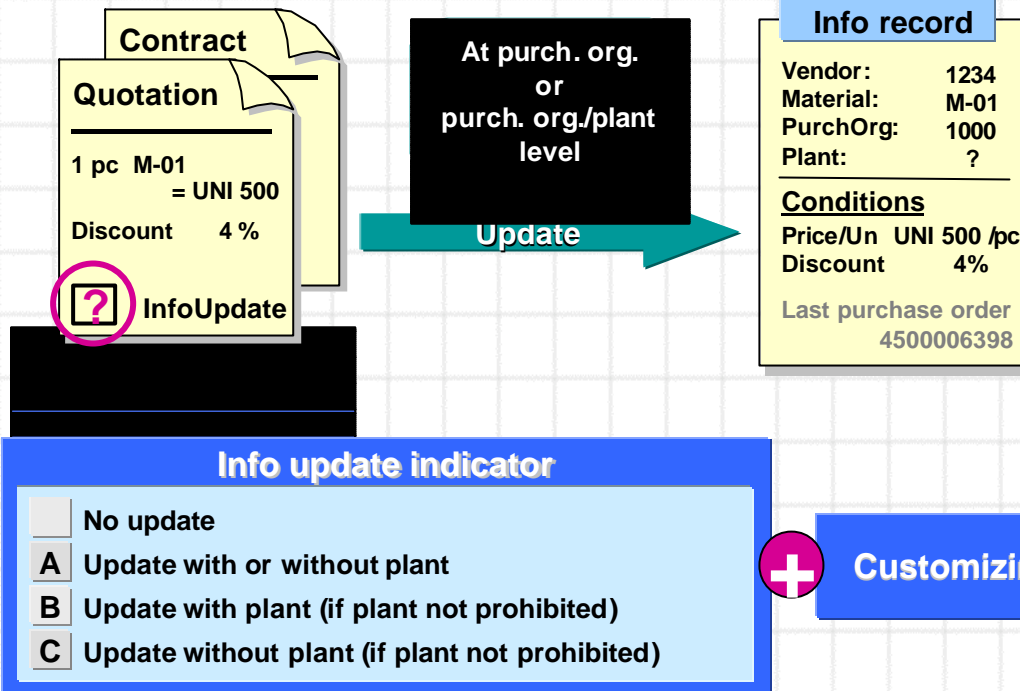 Contract
Quotation
1 pc M-01
= UNI 500
Discount 4 %
? InfoUpdate
At purch. org.
or
purch. org./plant
level
Update
Info record
Vendor: 1234
Material: M-01
PurchOrg: 1000
Plant: ?
Conditions
Price/Un UNI 500 /pc
Discount 4%
Last purchase order
4500006398
Info update indicator
No update
A Update with or without plant
B Update with plant (if plant not prohibited)
C Update without plant (if plant not prohibited)
+